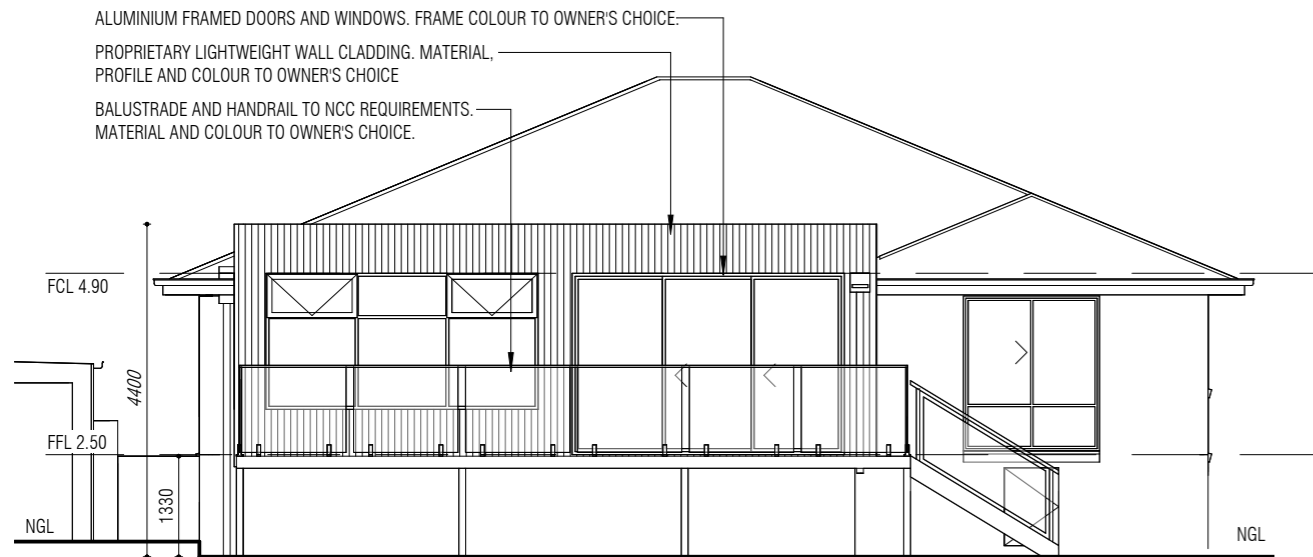 ALUMINIUM FRAMED DOORS AND WINDOWS. FRAME COLOUR TO OWNER'S CHOICE.
PROPRIETARY LIGHTWEIGHT WALL CLADDING. MATERIAL,
PROFILE AND COLOUR TO OWNER'S CHOICE
BALUSTRADE AND HANDRAIL TO NCC REQUIREMENTS.
MATERIAL AND COLOUR TO OWNER'S CHOICE.
FCL 4.90
4400
FFL 2.50
1330
NGL
NGL